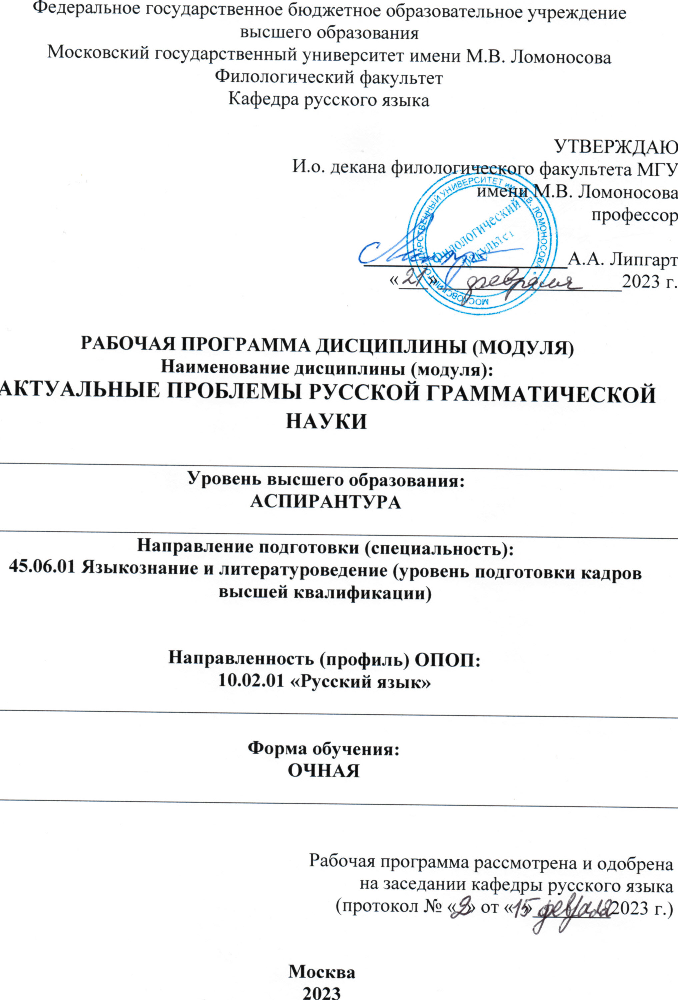 Федеральное государственное бюджетное образовательное учреждение
высшего образования
Московский государственный университет имени М.В. Ломоносова
Филологический факультет
Кафедра русского языка
УТВЕРЖДАЮ
И.о. декана филологического факультета МГУ
имени М.В. Ломоносова
профессор
МОСКОВСКИЙ ГОСУДАРСТВЕННЫЙ УНИВЕРСИТЕТ им. М.В. ЛОМОНОСОВА *
Филологический
факультет
А.А. Липгарт
«21» февраля 2023 г.
РАБОЧАЯ ПРОГРАММА ДИСЦИПЛИНЫ (МОДУЛЯ)
Наименование дисциплины (модуля):
АКТУАЛЬНЫЕ ПРОБЛЕМЫ РУССКОЙ ГРАММАТИЧЕСКОЙ
НАУКИ
Уровень высшего образования:
АСПИРАНТУРА
Направление подготовки (специальность):
45.06.01 Языкознание и литературоведение (уровень подготовки кадров
высшей квалификации)
Направленность (профиль) ОПОП:
10.02.01 «Русский язык»
Форма обучения:
ОЧНАЯ
Рабочая программа рассмотрена и одобрена
на заседании кафедры русского языка
(протокол № «2» от «15» февраля 2023 г.)
Москва
2023